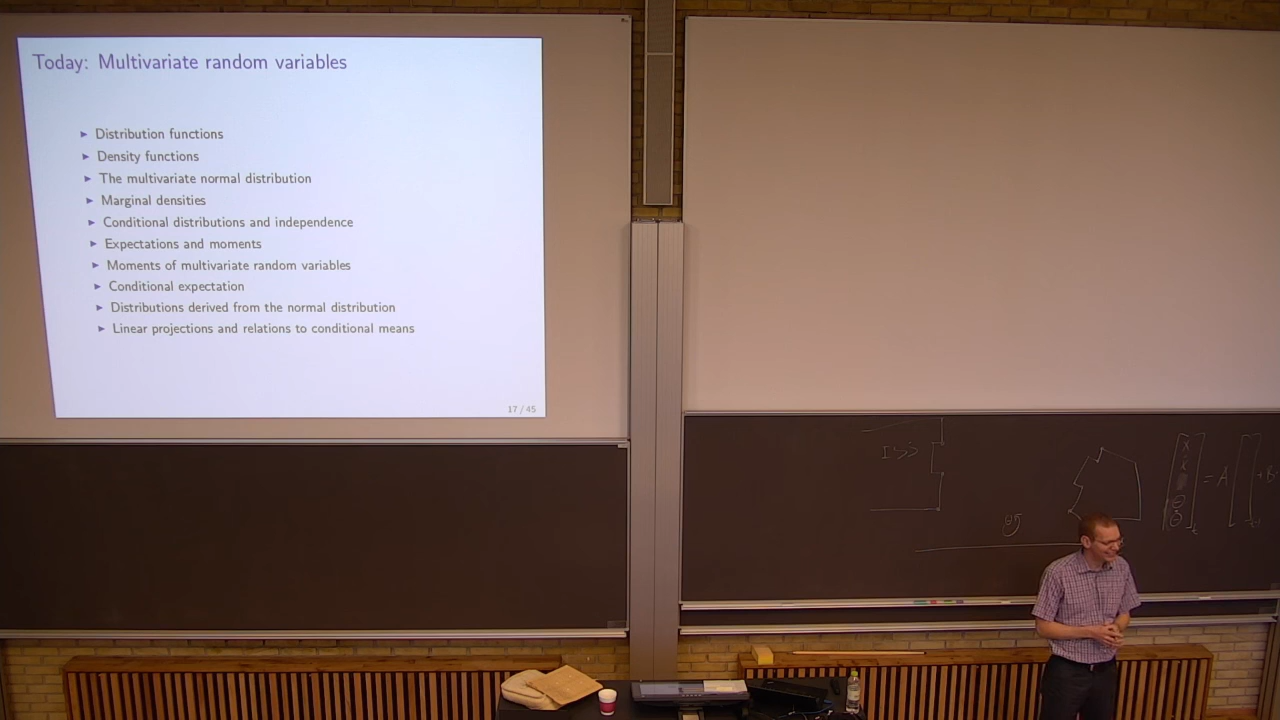 Today: Multivariate random variables
▶ Distribution functions
▶ Density functions
▶ The multivariate normal distribution
▶ Marginal densities
▶ Conditional distributions and independence
▶ Expectations and moments
▶ Moments of multivariate random variables
▶ Conditional expectation
▶ Distributions derived from the normal distribution
▶ Linear projections and relations to conditional means
17 / 45
= A